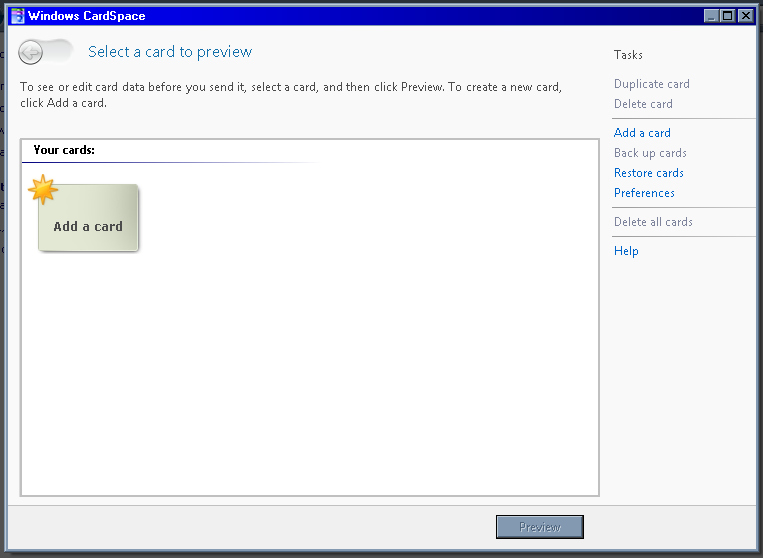 Windows CardSpace
Select a card to preview
To see or edit card data before you send it, select a card, and then click Preview. To create a new card,
click Add a card.
Your cards:
Add a card
Tasks
Duplicate card
Delete card
Add a card
Back up cards
Restore cards
Preferences
Delete all cards
Help
Preview